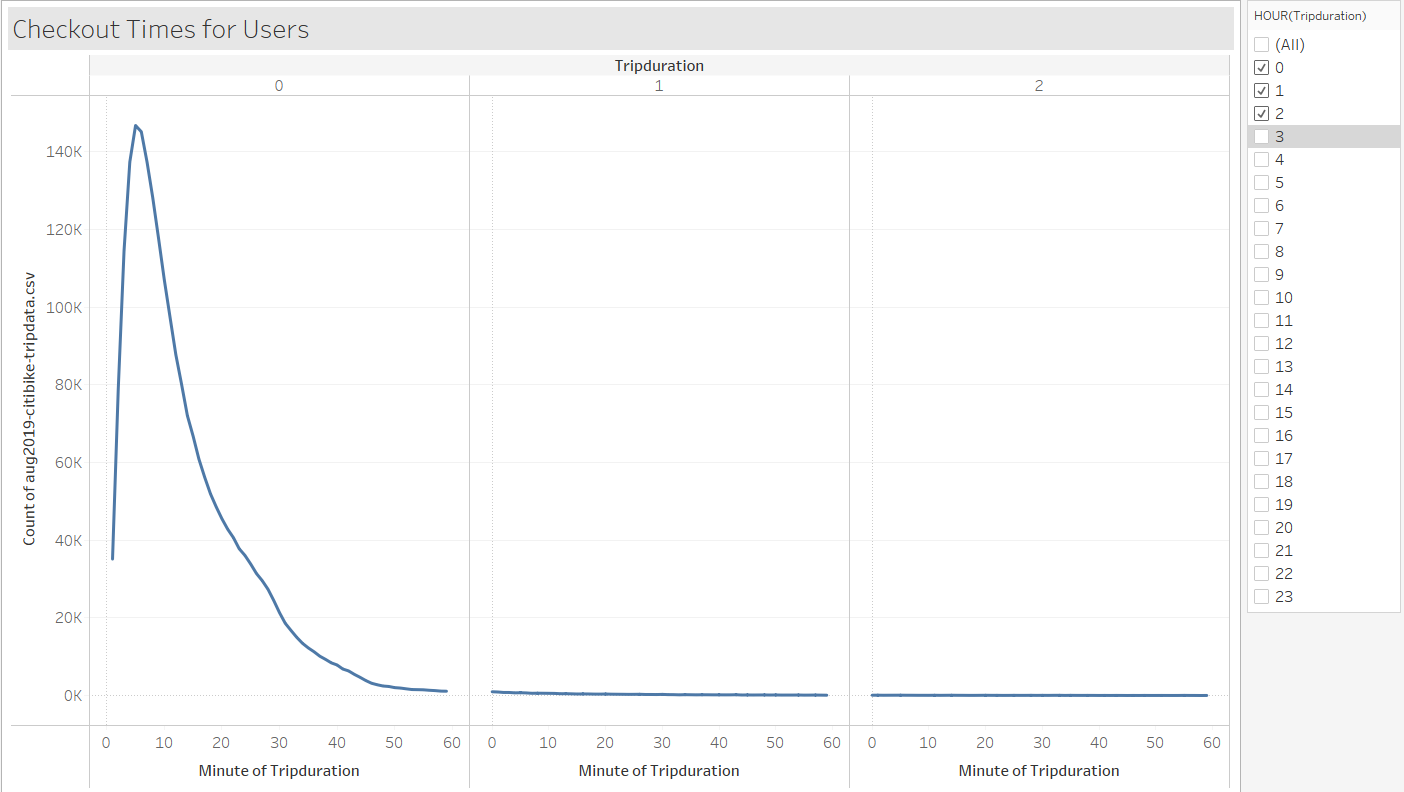 Checkout Times for Users
Tripduration
0 1 2
140K
120K
100K
80K
60K
40K
20K
0K
Count of aug2019-citibike-tripdata.csv
0 10 20 30 40 50 60 0 10 20 30 40 50 60 0 10 20 30 40 50 60
Minute of Tripduration Minute of Tripduration Minute of Tripduration
HOUR(Tripduration)
(All)
0
1
2
3
4
5
6
7
8
9
10
11
12
13
14
15
16
17
18
19
20
21
22
23